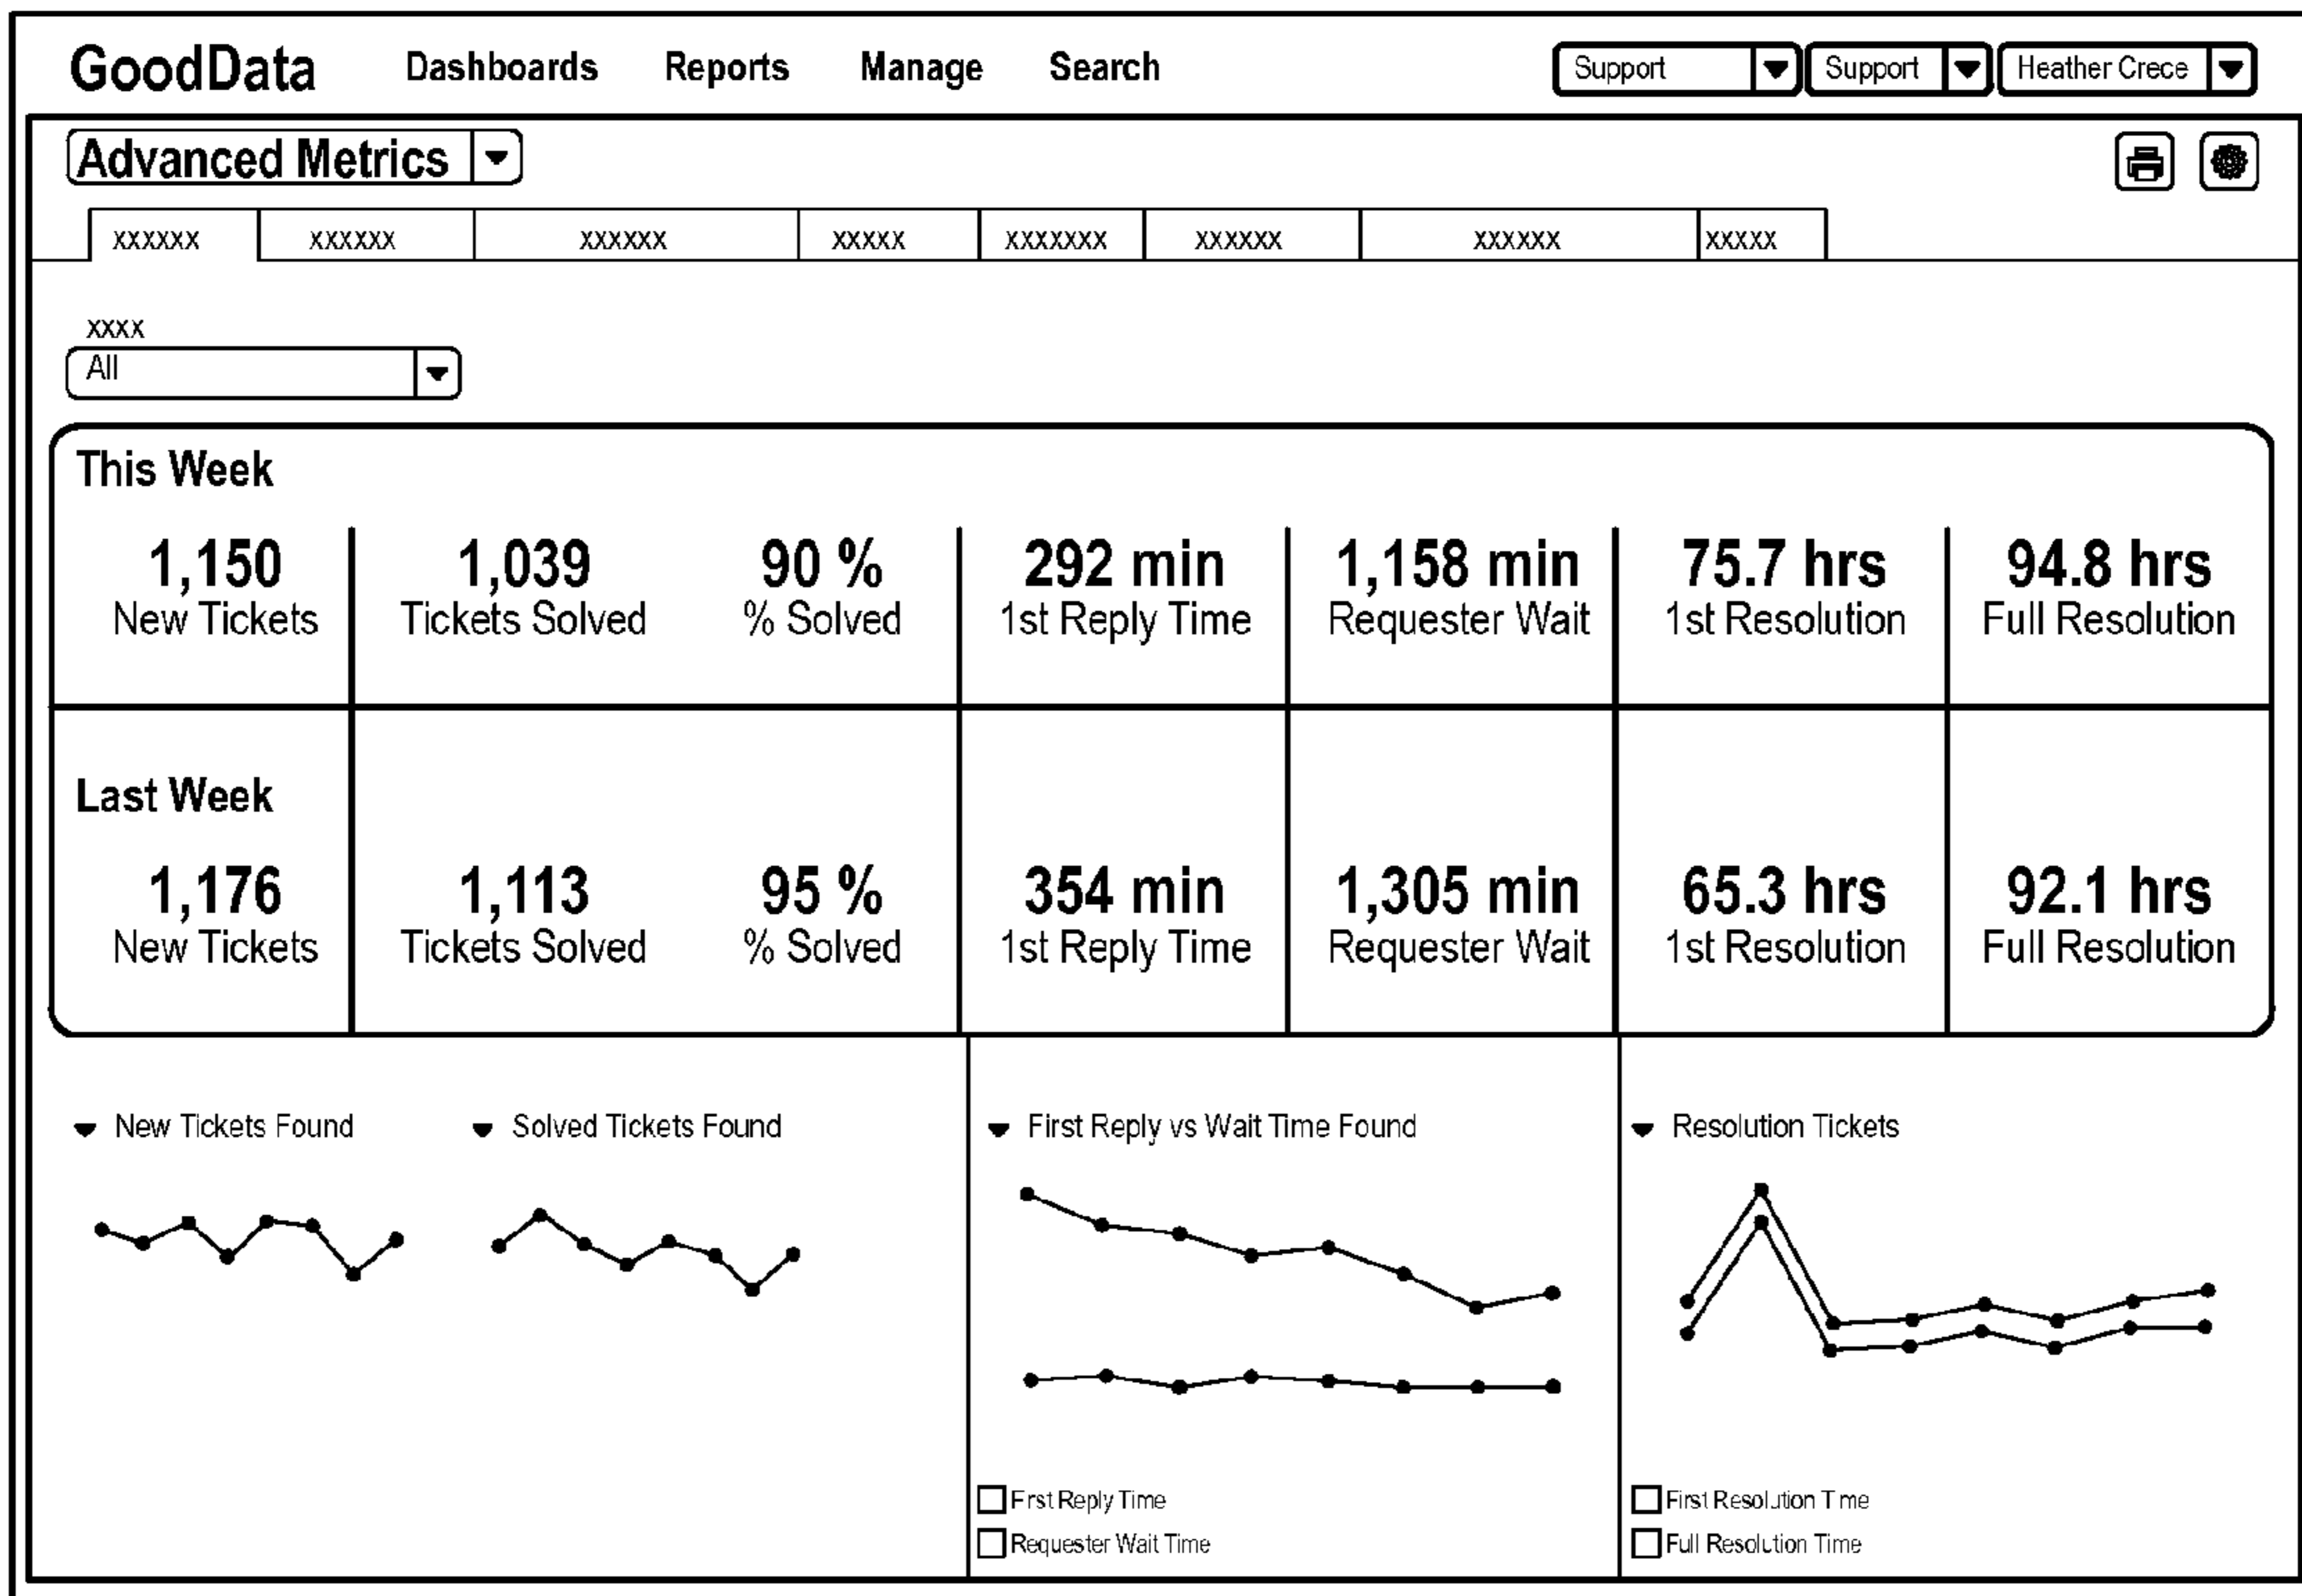 GoodData Dashboards Reports Manage Search Support Support Heather Crece
Advanced Metrics
xxxxxx xxxxxx xxxxxx xxxxx xxxxxxx xxxxxx xxxxxx xxxxx
xxxx
All
This Week
1,150 1,039 90 % 292 min 1,158 min 75.7 hrs 94.8 hrs
New Tickets Tickets Solved % Solved 1st Reply Time Requester Wait 1st Resolution Full Resolution
Last Week
1,176 1,113 95 % 354 min 1,305 min 65.3 hrs 92.1 hrs
New Tickets Tickets Solved % Solved 1st Reply Time Requester Wait 1st Resolution Full Resolution
New Tickets Found Solved Tickets Found First Reply vs Wait Time Found Resolution Tickets
First Reply Time First Resolution Time
Requester Wait Time Full Resolution Time